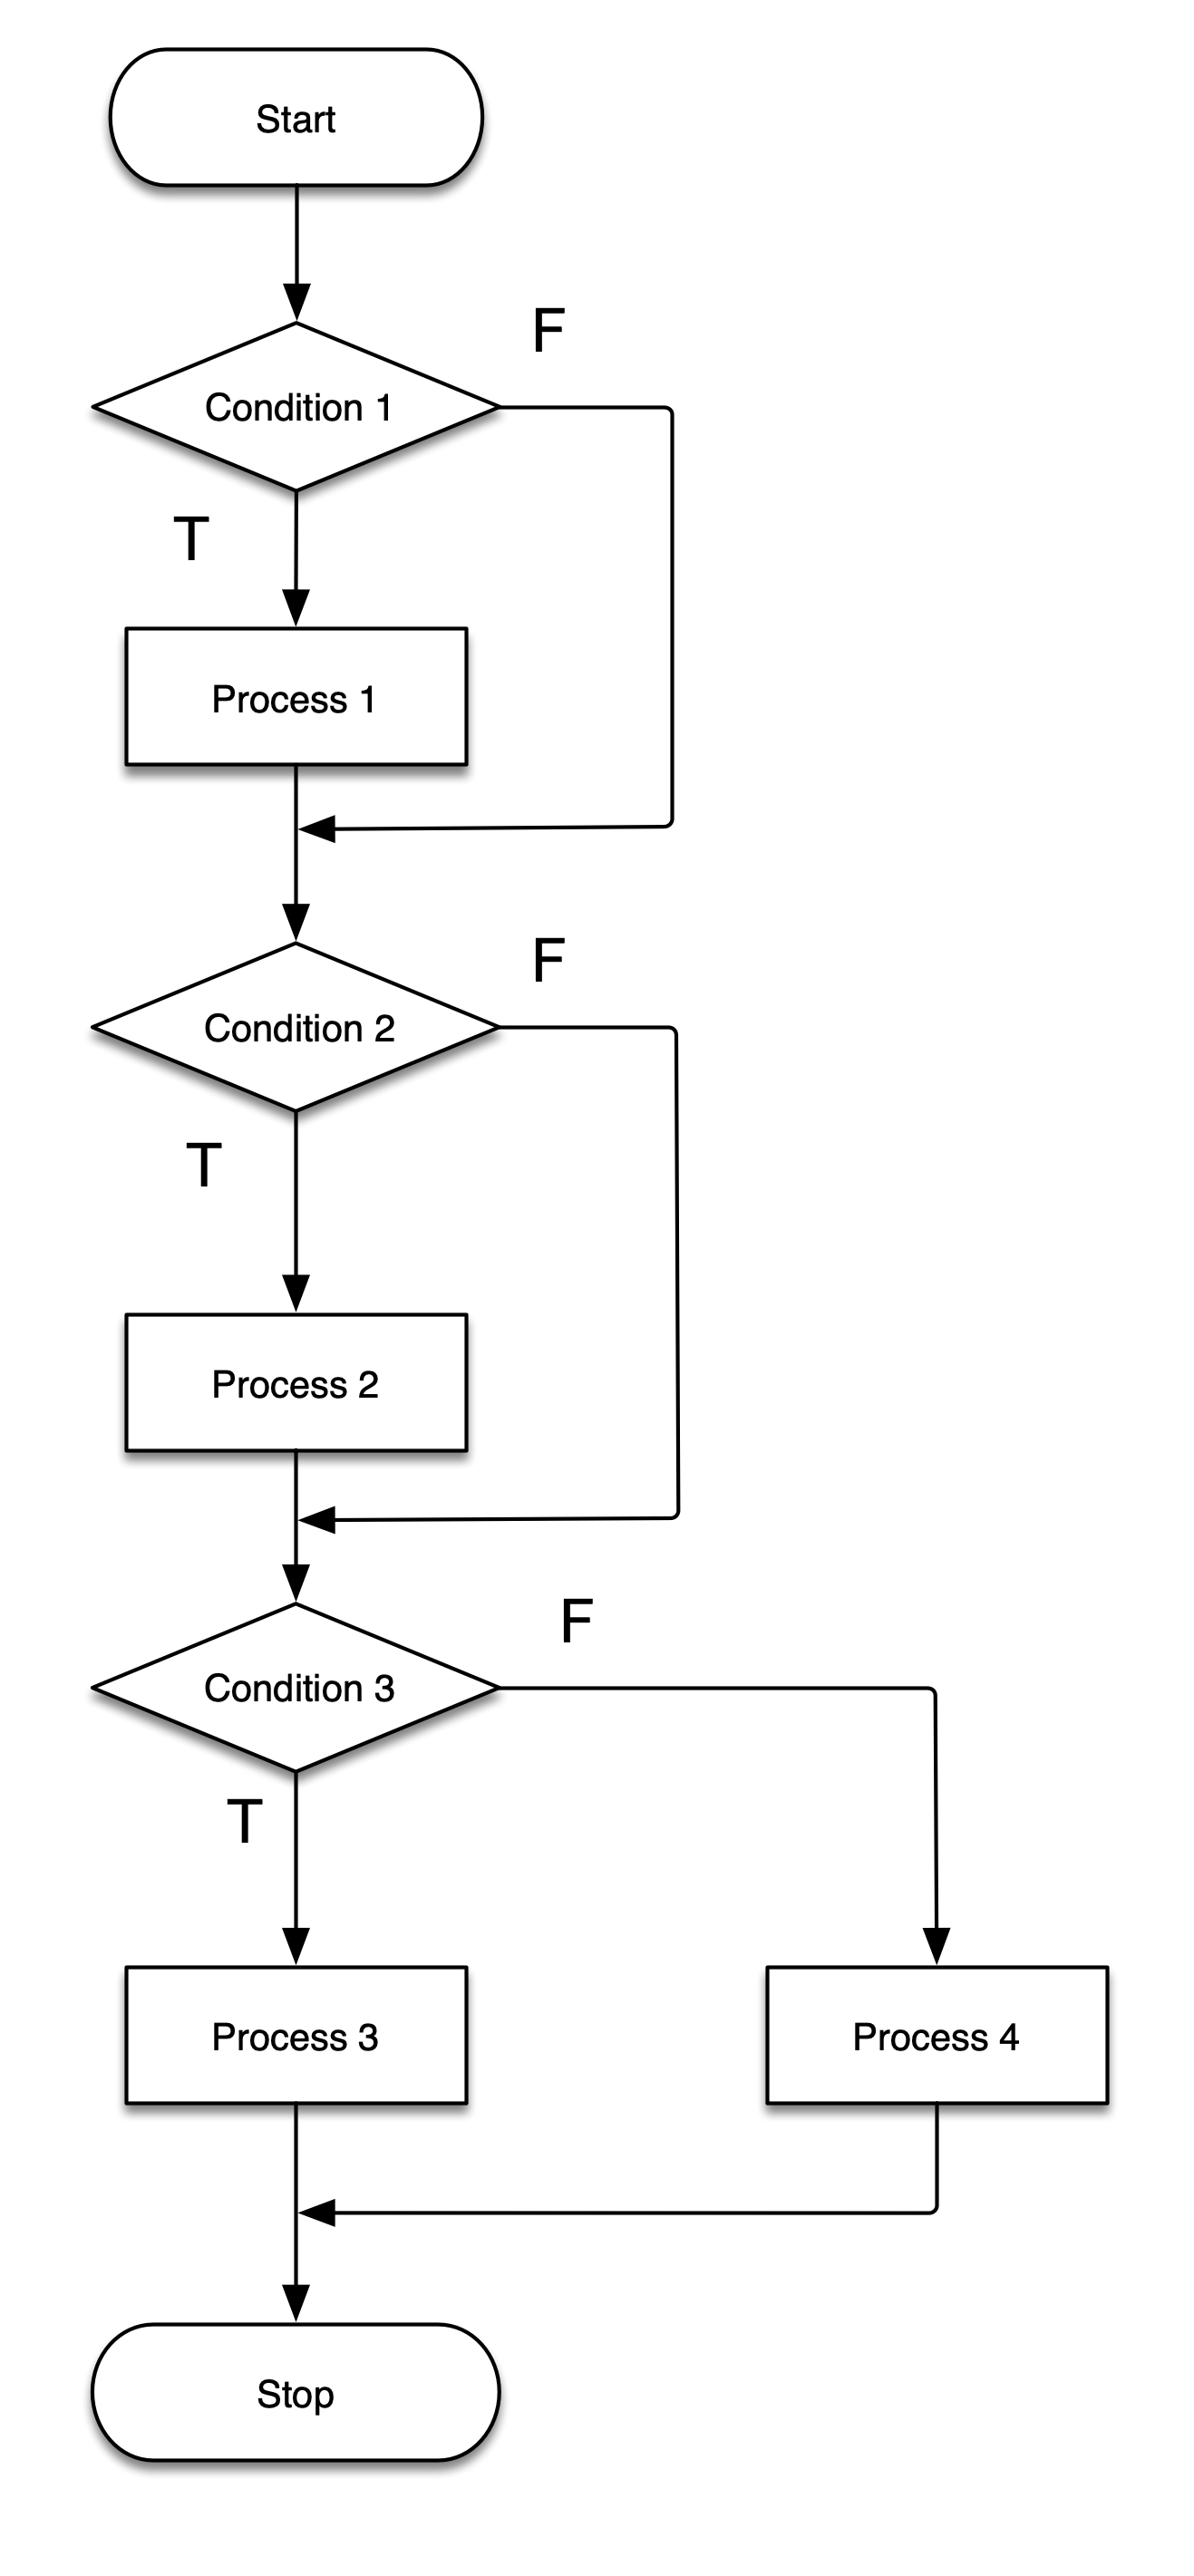 Start
F
Condition 1
T
Process 1
F
Condition 2
T
Process 2
F
Condition 3
T
Process 3
Process 4
Stop